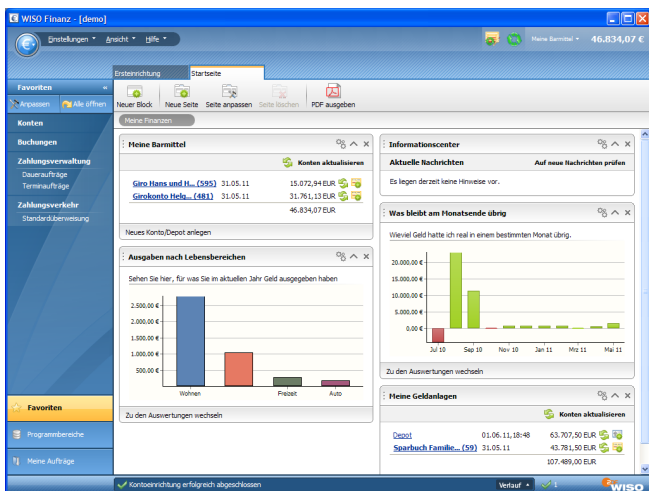 WISO Finanz - [demo]
Einstellungen Ansicht Hilfe
Meine Barmittel 46.834,07 €
Ersteinrichtung Startseite
Favoriten «
Anpassen Alle öffnen
Neuer Block Neue Seite Seite anpassen Seite löschen PDF ausgeben
Meine Finanzen
Konten
Buchungen
Zahlungsverwaltung
Daueraufträge
Terminaufträge
Zahlungsverkehr
Standardüberweisung
Meine Barmittel
Konten aktualisieren
Giro Hans und H... (595) 31.05.11 15.072,94 EUR
Girokonto Helg... (481) 31.05.11 31.761,13 EUR
46.834,07 EUR
Neues Konto/Depot anlegen
Ausgaben nach Lebensbereichen
Sehen Sie hier, für was Sie im aktuellen Jahr Geld ausgegeben haben
2.500.00 €
2.000.00 €
1.500.00 €
1.000.00 €
500.00 €
Wohnen Freizeit Auto
Zu den Auswertungen wechseln
Informationscenter
Aktuelle Nachrichten Auf neue Nachrichten prüfen
Es liegen derzeit keine Hinweise vor.
Was bleibt am Monatsende übrig
Wieviel Geld hatte ich real in einem bestimmten Monat übrig.
20.000.00 €
15.000.00 €
10.000.00 €
5.000.00 €
0.00 €
Jul 10 Sep 10 Nov 10 Jan 11 Mrz 11 Mai 11
Zu den Auswertungen wechseln
Meine Geldanlagen
Konten aktualisieren
Depot 01.06.11,18:48 63.707,50 EUR
Sparbuch Familie... (59) 31.05.11 43.781,50 EUR
107.489,00 EUR
Favoriten
Programmbereiche
Meine Aufträge
Kontoeinrichtung erfolgreich abgeschlossen
Verlauf 1
WISO